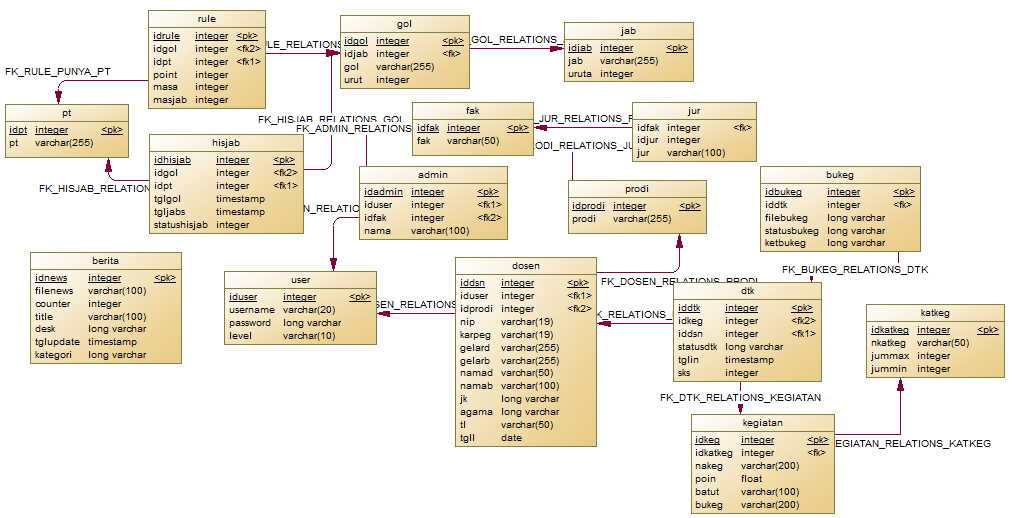 rule
idrule integer <pk>
idgol integer <fk2>
idpt integer <fk1>
point integer
masa integer
masjab integer
RULE_RELATIONS
gol
idgol integer <pk>
idjab integer <fk>
gol varchar(255)
urut integer
GOL_RELATIONS_
jab
idjab integer <pk>
jab varchar(255)
uruta integer
FK_RULE_PUNYA_PT
pt
idpt integer <pk>
pt varchar(255)
FK_HISJAB_RELATIONS_GOL
FK_ADMIN_RELATIONS
fak
idfak integer <pk>
fak varchar(50)
_JUR_RELATIONS_F
jur
idfak integer <fk>
idjur integer
jur varchar(100)
RODI_RELATIONS_JU
hisjab
idhisjab integer <pk>
idgol integer <fk2>
idpt integer <fk1>
tglgol timestamp
tgljabs timestamp
statushisjab integer
FK_HISJAB_RELATION
admin
idadmin integer <pk>
iduser integer <fk1>
idfak integer <fk2>
nama varchar(100)
N_RELATIO
prodi
idprodi integer <pk>
prodi varchar(255)
bukeg
idbukeg integer <pk>
iddtk integer <fk>
filebukeg long varchar
statusbukeg long varchar
ketbukeg long varchar
FK_BUKEG_RELATIONS_DTK
berita
idnews integer <pk>
filenews varchar(100)
counter integer
title varchar(100)
desk long varchar
tglupdate timestamp
kategori long varchar
user
iduser integer <pk>
username varchar(20)
password long varchar
level varchar(10)
SEN_RELATIONS
dosen
iddsn integer <pk>
iduser integer <fk1>
idprodi integer <fk2>
nip varchar(19)
karpeg varchar(19)
gelard varchar(255)
gelarb varchar(255)
namad varchar(50)
namab varchar(100)
jk long varchar
agama long varchar
tl varchar(50)
tgll date
FK_DOSEN_RELATIONS_PRODI
K_RELATIONS_
dtk
iddtk integer <pk>
idkeg integer <fk2>
iddsn integer <fk1>
statusdtk long varchar
tglin timestamp
sks integer
FK_DTK_RELATIONS_KEGIATAN
katkeg
idkatkeg integer <pk>
nkatkeg varchar(50)
jummax integer
jummin integer
kegiatan
idkeg integer <pk>
idkatkeg integer <fk>
nakeg varchar(200)
poin float
batut varchar(100)
bukeg varchar(200)
EGIATAN_RELATIONS_KATKEG